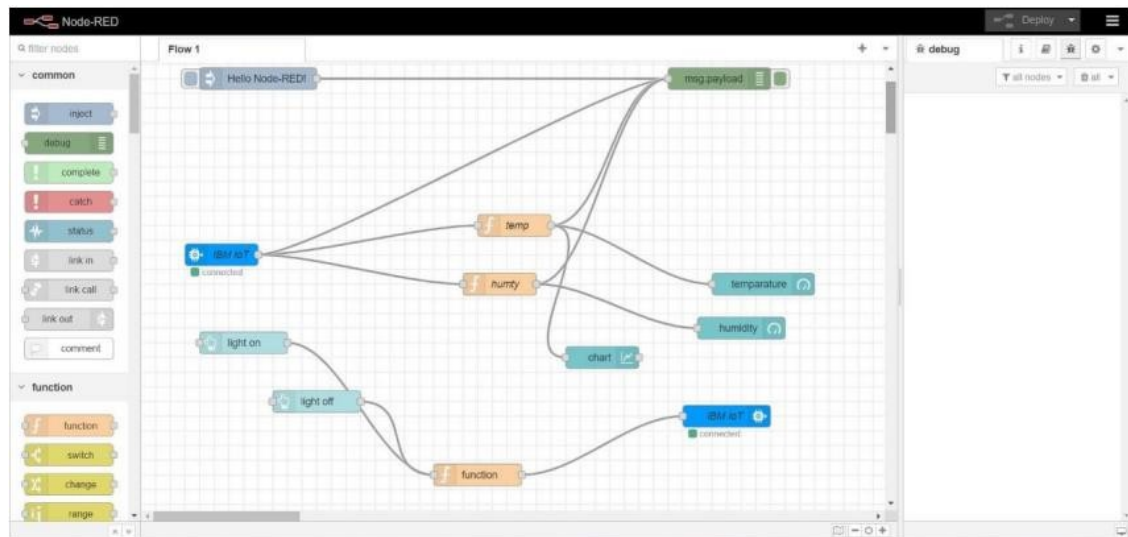 Node-RED
Deploy
filter nodes
Flow 1
debug
i
all nodes
all
common
inject
debug
complete
catch
status
link in
link call
link out
comment
function
function
switch
change
range
Hello Node-RED!
msg.payload
temp
IBM IoT
connected
humty
temparature
humidity
light on
chart
light off
IBM IoT
connected
function